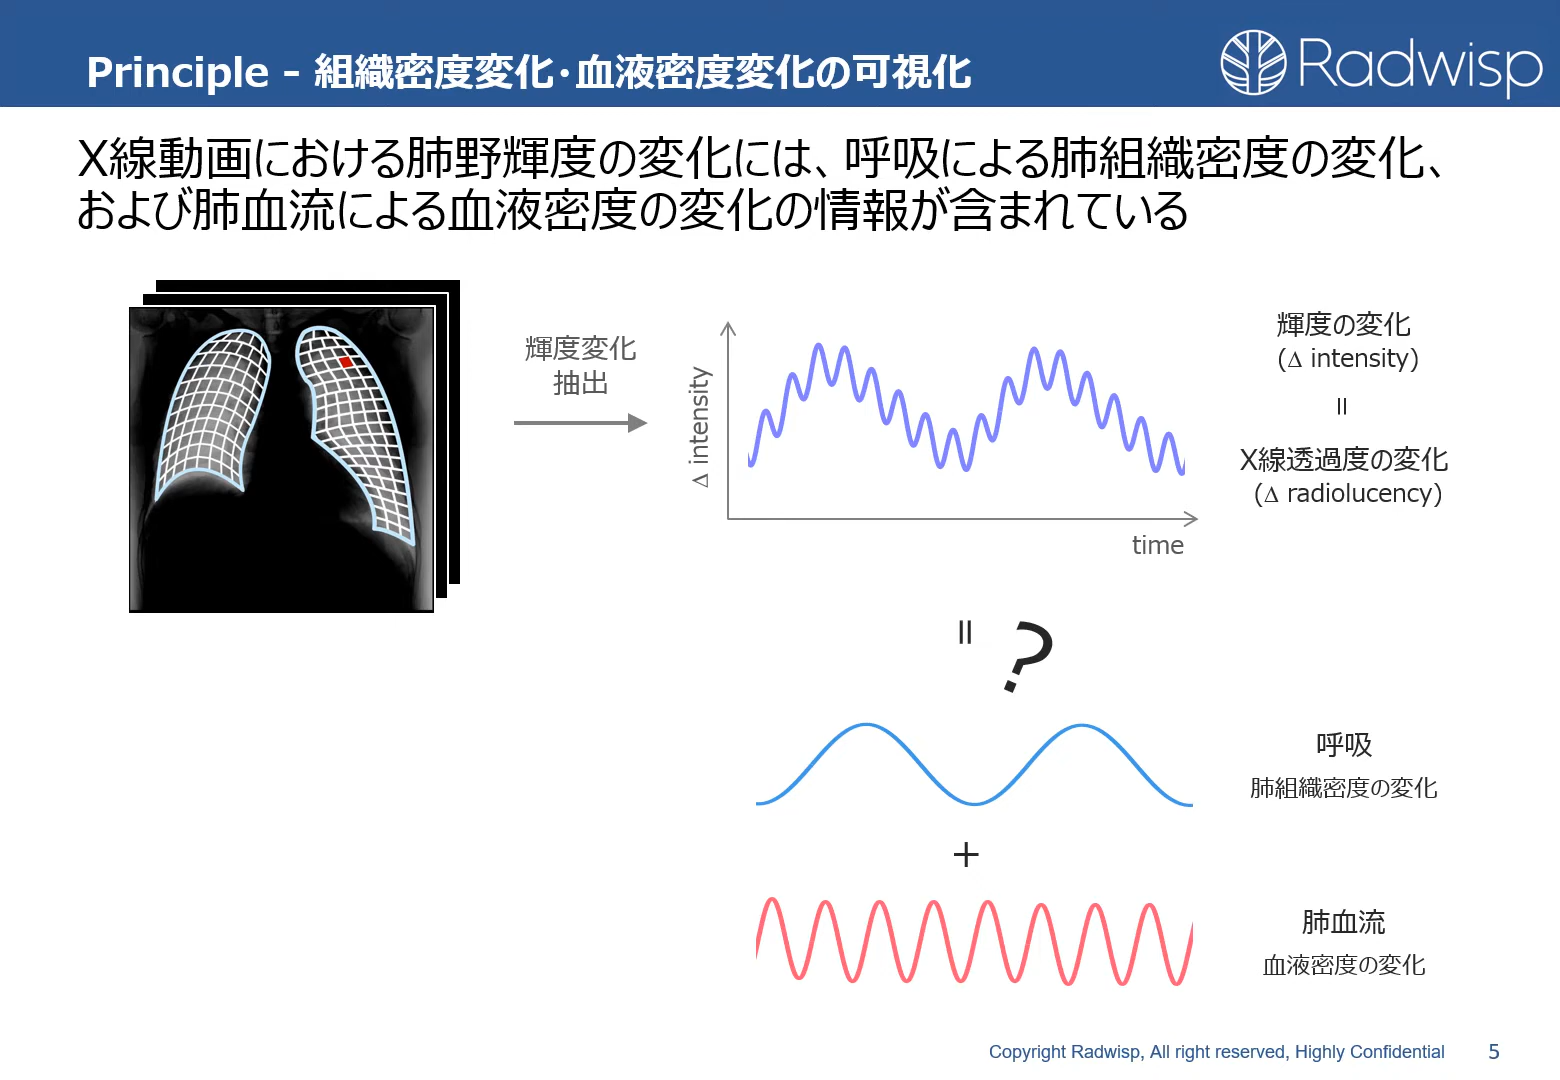 Principle – 組織密度変化・血液密度変化の可視化
Radwisp
X線動画における肺野輝度の変化には、呼吸による肺組織密度の変化、
および肺血流による血液密度の変化の情報が含まれている
輝度変化
抽出
Δ intensity
time
輝度の変化
(Δ intensity)
=
X線透過度の変化
(Δ radiolucency)
= ?
呼吸
肺組織密度の変化
+
肺血流
血液密度の変化
Copyright Radwisp, All right reserved, Highly Confidential 5